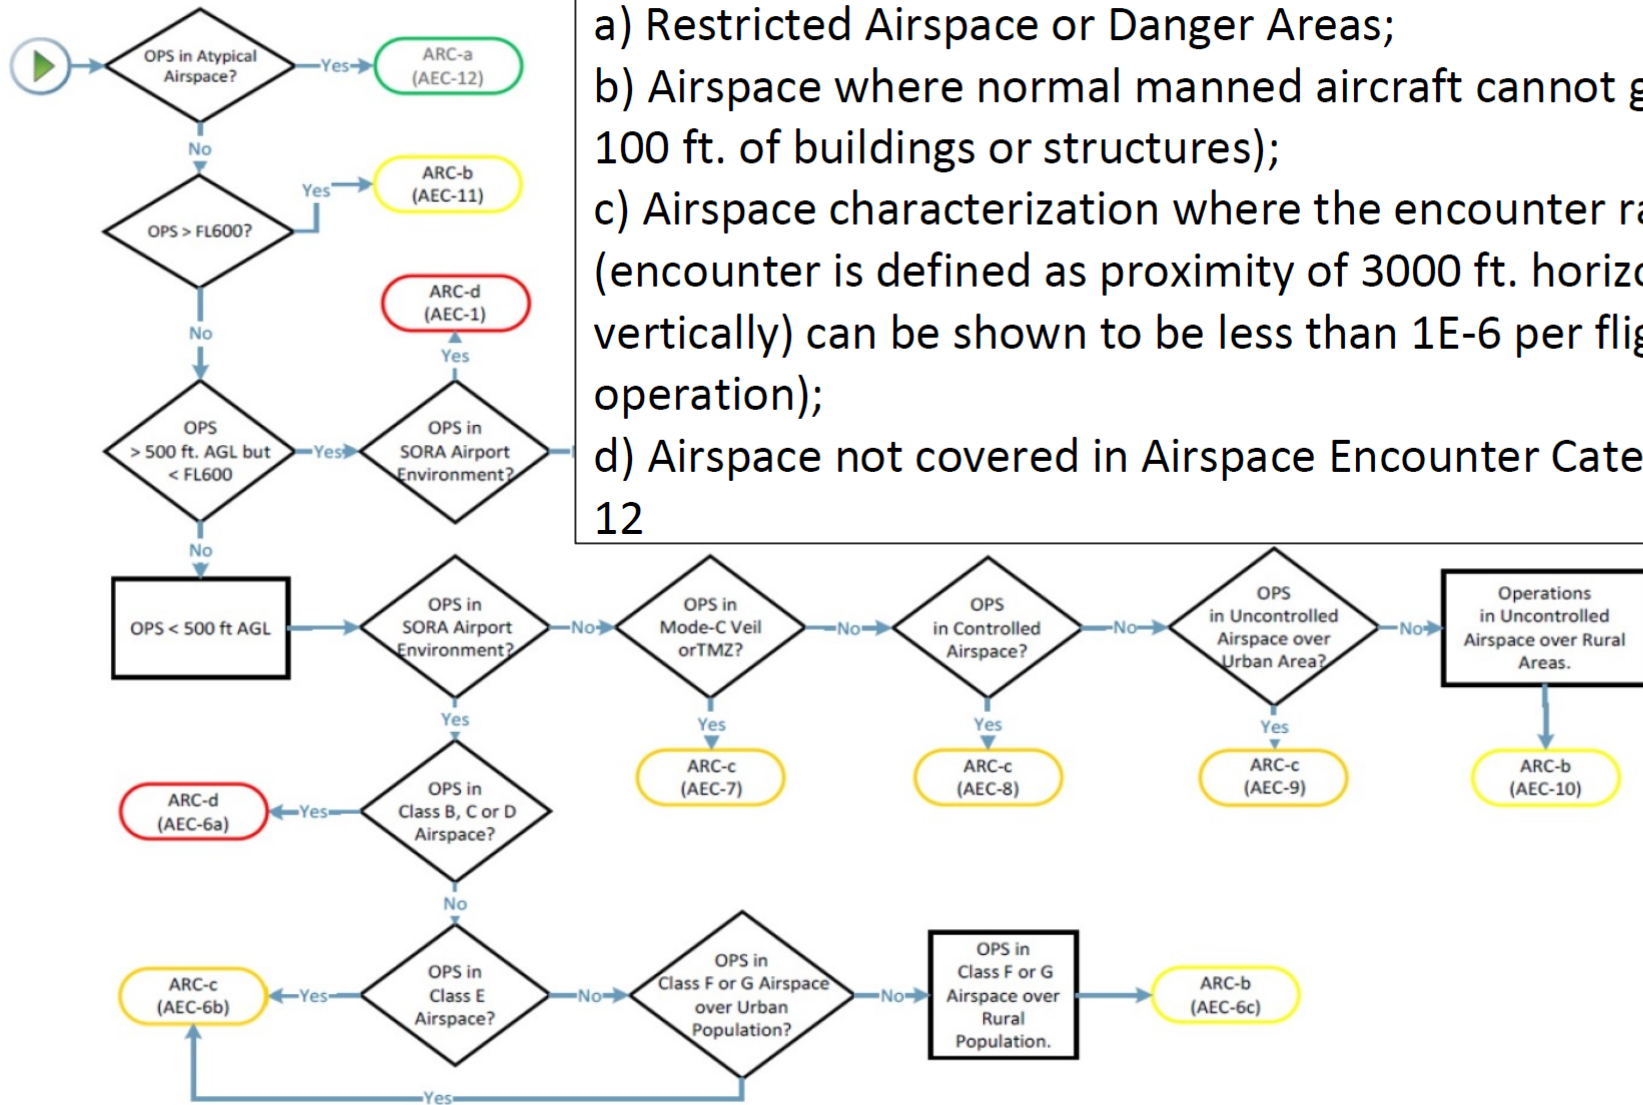 OPS in Atypical
Airspace?
Yes
ARC-a
(AEC-12)
No
OPS > FL600?
Yes
ARC-b
(AEC-11)
No
OPS
> 500 ft. AGL but
< FL600
Yes
OPS in
SORA Airport
Environment?
Yes
ARC-d
(AEC-1)
a) Restricted Airspace or Danger Areas;
b) Airspace where normal manned aircraft cannot
100 ft. of buildings or structures);
c) Airspace characterization where the encounter
(encounter is defined as proximity of 3000 ft.
vertically) can be shown to be less than 1E-6 per
operation);
d) Airspace not covered in Airspace Encounter
12
No
OPS < 500 ft AGL
OPS in
SORA Airport
Environment?
No
OPS in
Mode-C Veil
orTMZ?
No
OPS
in Controlled
Airspace?
No
OPS
in Uncontrolled
Airspace over
Urban Area?
No
Operations
in Uncontrolled
Airspace over Rural
Areas.
Yes
Yes
ARC-c
(AEC-7)
Yes
ARC-c
(AEC-8)
Yes
ARC-c
(AEC-9)
ARC-b
(AEC-10)
OPS in
Class B, C or D
Airspace?
Yes
ARC-d
(AEC-6a)
No
OPS in
Class E
Airspace?
Yes
ARC-c
(AEC-6b)
No
OPS in
Class F or G Airspace
over Urban
Population?
Yes
No
OPS in
Class F or G
Airspace over
Rural
Population.
ARC-b
(AEC-6c)